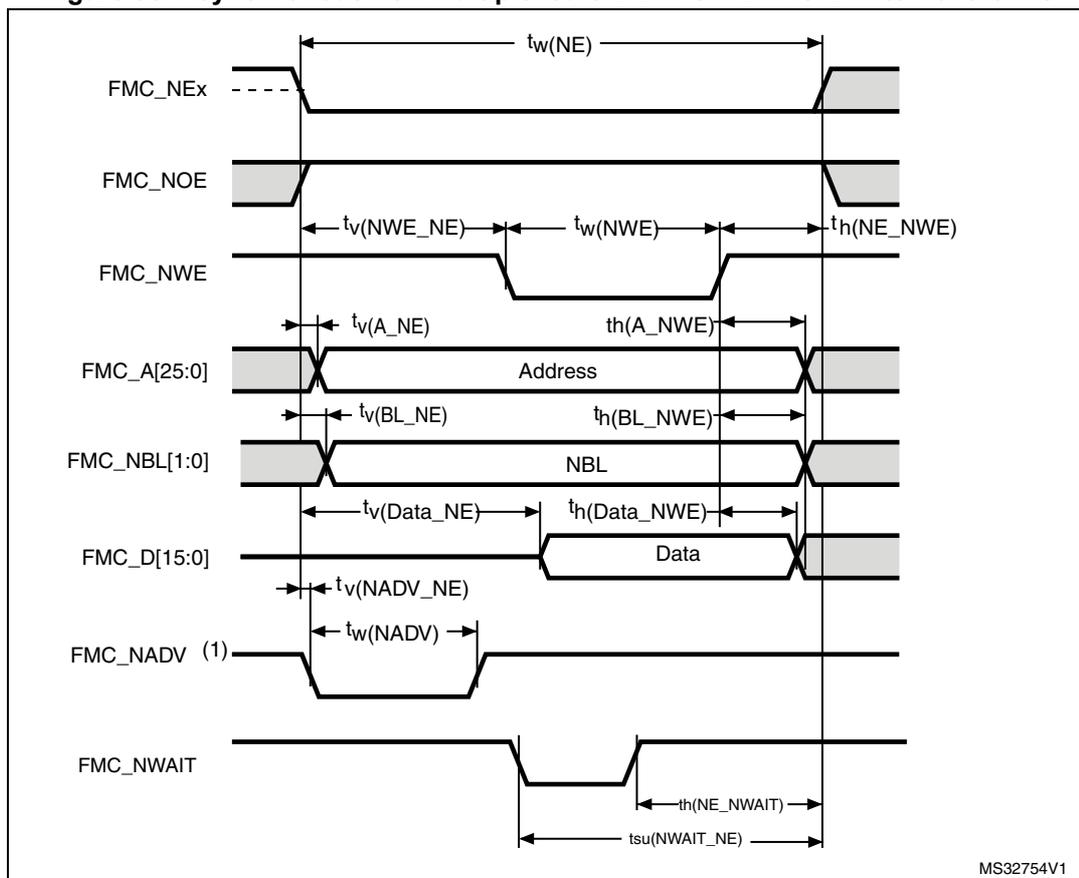 tw(NE)
FMC_NEx
FMC_NOE
tv(NWE_NE) tw(NWE) th(NE_NWE)
FMC_NWE
tv(A_NE) th(A_NWE)
FMC_A[25:0] Address
tv(BL_NE) th(BL_NWE)
FMC_NBL[1:0] NBL
tv(Data_NE) th(Data_NWE)
FMC_D[15:0] Data
tv(NADV_NE)
tw(NADV)
FMC_NADV (1)
FMC_NWAIT
th(NE_NWAIT)
tsu(NWAIT_NE)
MS32754V1